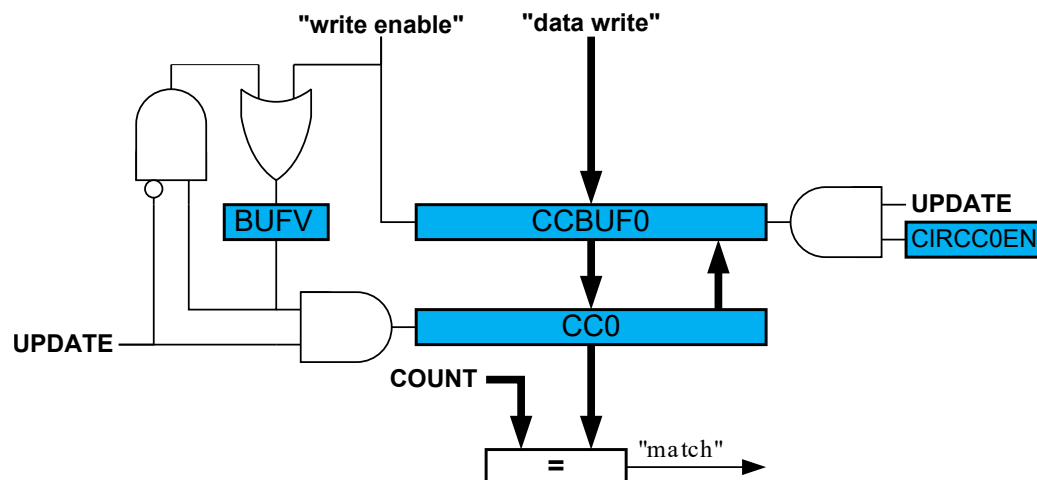 "write enable"
"data write"
BUFV
CCBUF0
UPDATE
CIRCC0EN
UPDATE
CC0
COUNT
=
"match"